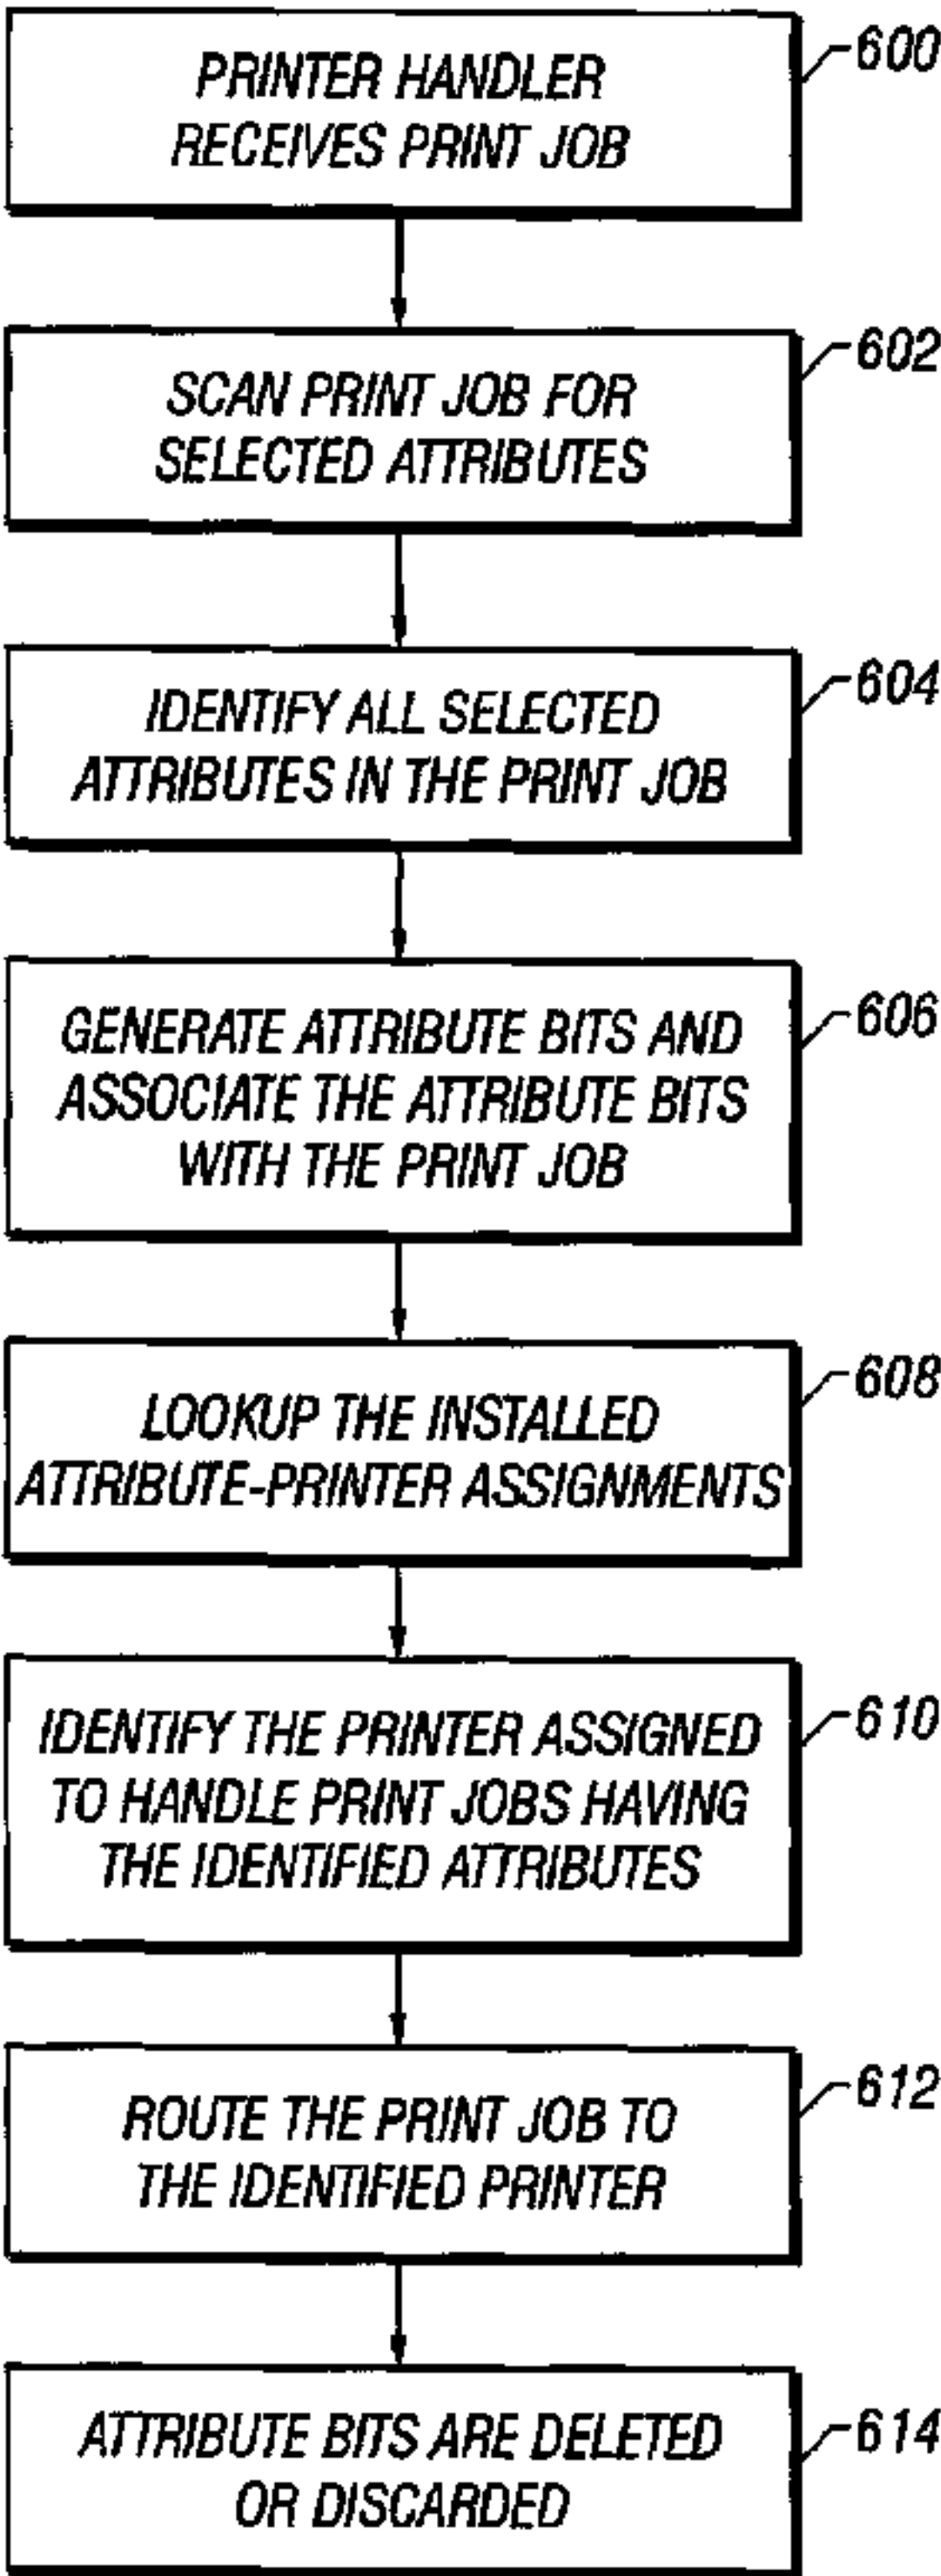 PRINTER HANDLER
RECEIVES PRINT JOB
600
SCAN PRINT JOB FOR
SELECTED ATTRIBUTES
602
IDENTIFY ALL SELECTED
ATTRIBUTES IN THE PRINT JOB
604
GENERATE ATTRIBUTE BITS AND
ASSOCIATE THE ATTRIBUTE BITS
WITH THE PRINT JOB
606
LOOKUP THE INSTALLED
ATTRIBUTE-PRINTER ASSIGNMENTS
608
IDENTIFY THE PRINTER ASSIGNED
TO HANDLE PRINT JOBS HAVING
THE IDENTIFIED ATTRIBUTES
610
ROUTE THE PRINT JOB TO
THE IDENTIFIED PRINTER
612
ATTRIBUTE BITS ARE DELETED
OR DISCARDED
614